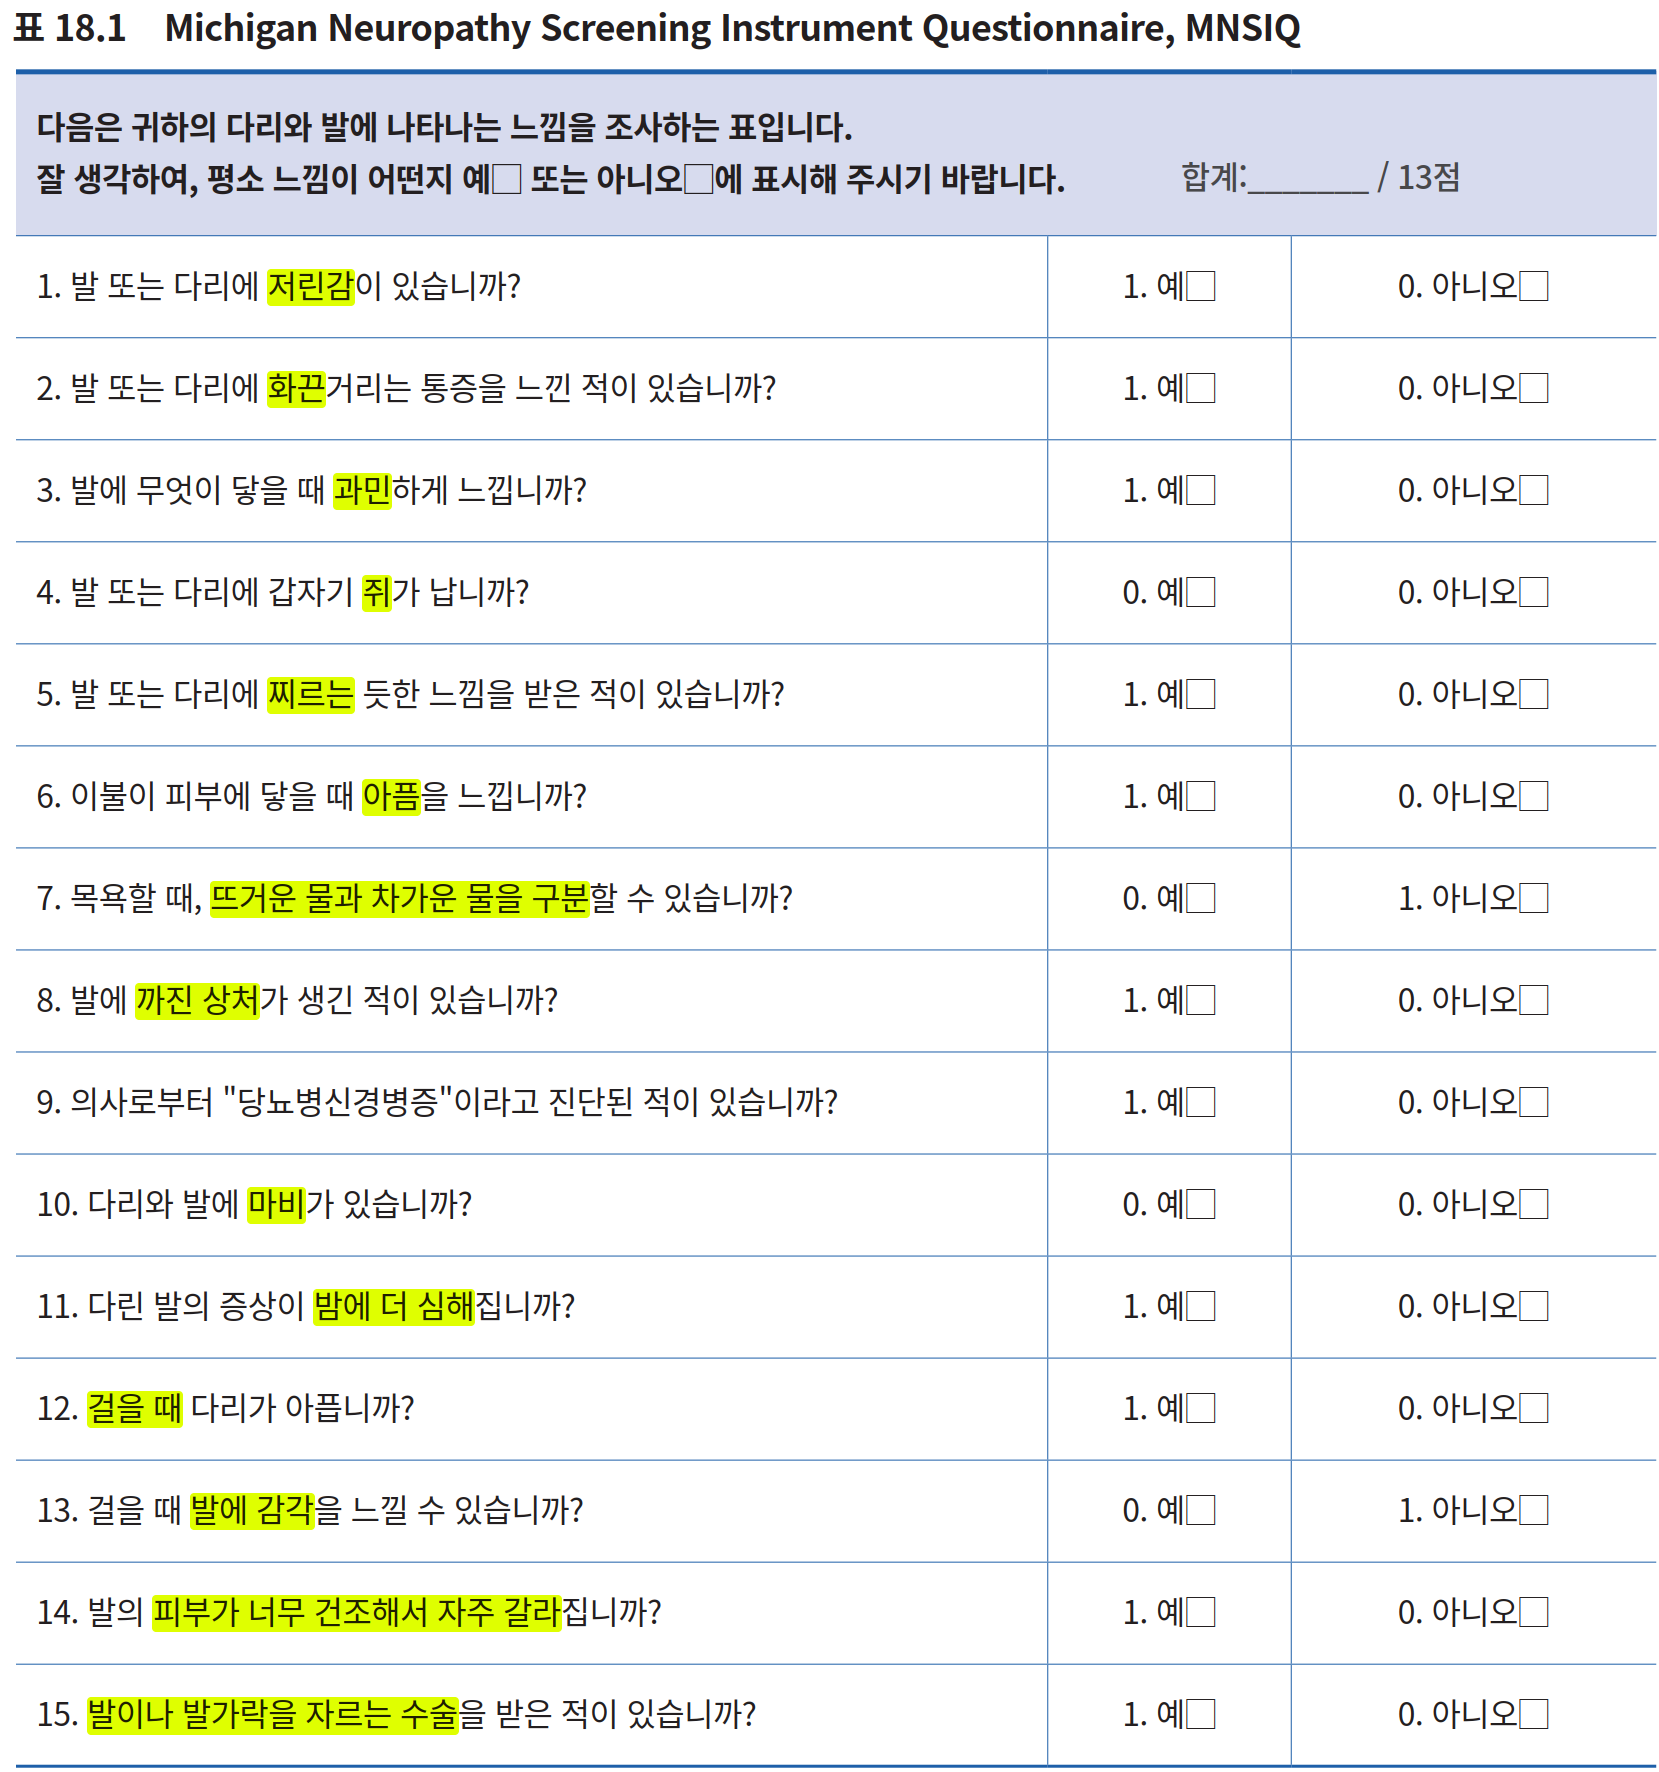 표 18.1 Michigan Neuropathy Screening Instrument Questionnaire, MNSIQ
다음은 귀하의 다리와 발에 나타나는 느낌을 조사하는 표입니다.
잘 생각하여, 평소 느낌이 어떤지 예□ 또는 아니오□에 표시해 주시기 바랍니다. 합계:_______ / 13점
1. 발 또는 다리에 저린감이 있습니까? 1. 예□ 0. 아니오□
2. 발 또는 다리에 화끈거리는 통증을 느낀 적이 있습니까? 1. 예□ 0. 아니오□
3. 발에 무엇이 닿을 때 과민하게 느낍니까? 1. 예□ 0. 아니오□
4. 발 또는 다리에 갑자기 쥐가 납니까? 0. 예□ 0. 아니오□
5. 발 또는 다리에 찌르는 듯한 느낌을 받은 적이 있습니까? 1. 예□ 0. 아니오□
6. 이불이 피부에 닿을 때 아픔을 느낍니까? 1. 예□ 0. 아니오□
7. 목욕할 때, 뜨거운 물과 차가운 물을 구분할 수 있습니까? 0. 예□ 1. 아니오□
8. 발에 까진 상처가 생긴 적이 있습니까? 1. 예□ 0. 아니오□
9. 의사로부터 "당뇨병신경병증"이라고 진단된 적이 있습니까? 1. 예□ 0. 아니오□
10. 다리와 발에 마비가 있습니까? 0. 예□ 0. 아니오□
11. 다린 발의 증상이 밤에 더 심해집니까? 1. 예□ 0. 아니오□
12. 걸을 때 다리가 아픕니까? 1. 예□ 0. 아니오□
13. 걸을 때 발에 감각을 느낄 수 있습니까? 0. 예□ 1. 아니오□
14. 발의 피부가 너무 건조해서 자주 갈라집니까? 1. 예□ 0. 아니오□
15. 발이나 발가락을 자르는 수술을 받은 적이 있습니까? 1. 예□ 0. 아니오□